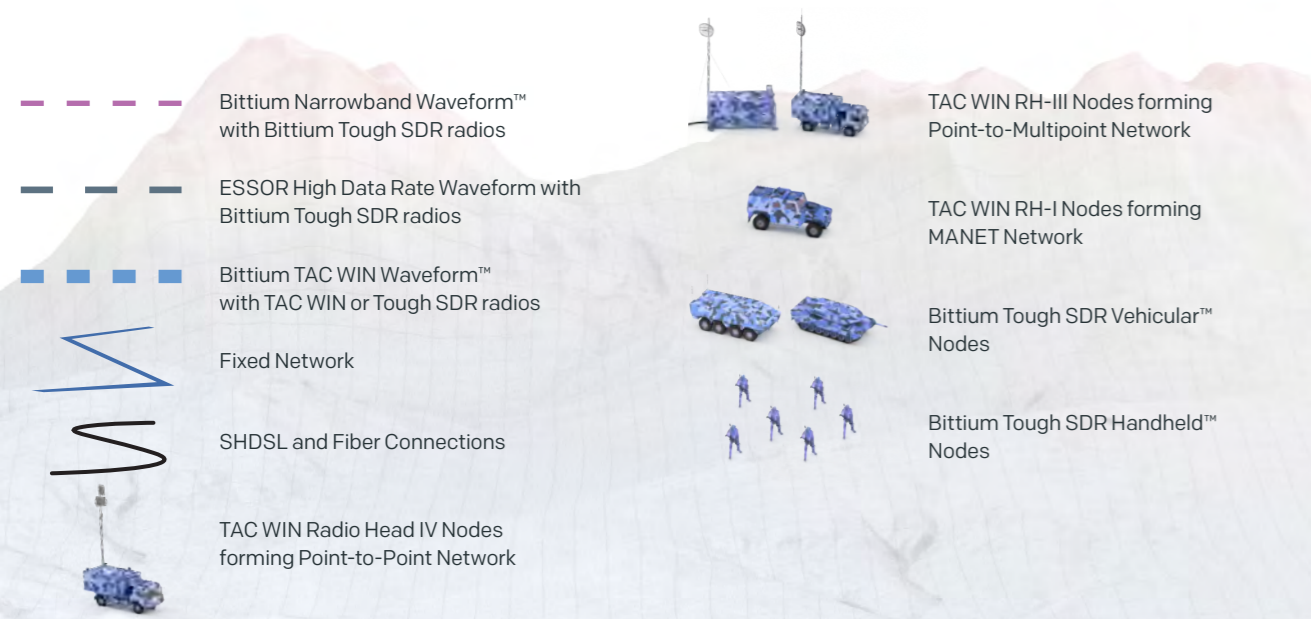 Bittium Narrowband Waveform™
with Bittium Tough SDR radios
ESSOR High Data Rate Waveform with
Bittium Tough SDR radios
Bittium TAC WIN Waveform™
with TAC WIN or Tough SDR radios
Fixed Network
SHDSL and Fiber Connections
TAC WIN Radio Head IV Nodes
forming Point-to-Point Network
TAC WIN RH-III Nodes forming
Point-to-Multipoint Network
TAC WIN RH-I Nodes forming
MANET Network
Bittium Tough SDR Vehicular™
Nodes
Bittium Tough SDR Handheld™
Nodes